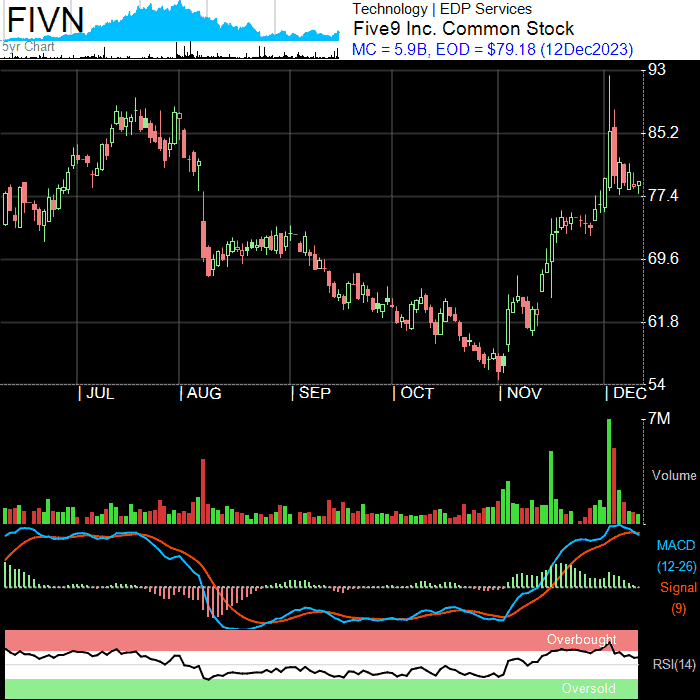 FIVN
5yr Chart
Technology | EDP Services
Five9 Inc. Common Stock
MC = 5.9B, EOD = $79.18 (12Dec2023)
93
85.2
77.4
69.6
61.8
54
| JUL | AUG | SEP | OCT | NOV | DEC
7M
Volume
MACD
(12-26)
Signal
(9)
Overbought
RSI(14)
Oversold